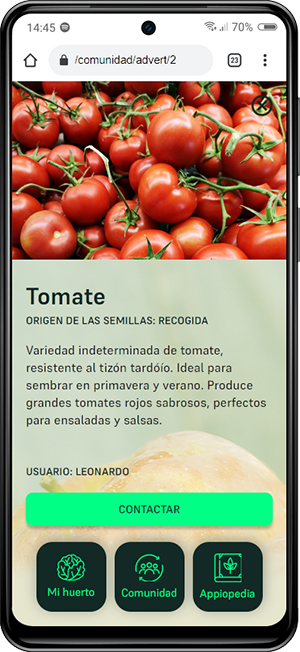 14:45
70%
/comunidad/advert/2
23
Tomate
ORIGEN DE LAS SEMILLAS: RECOGIDA
Variedad indeterminada de tomate,
resistente al tizón tardóío. Ideal para
sembrar en primavera y verano. Produce
grandes tomates rojos sabrosos, perfectos
para ensaladas y salsas.
USUARIO: LEONARDO
CONTACTAR
Mi huerto
Comunidad
Appiopedia